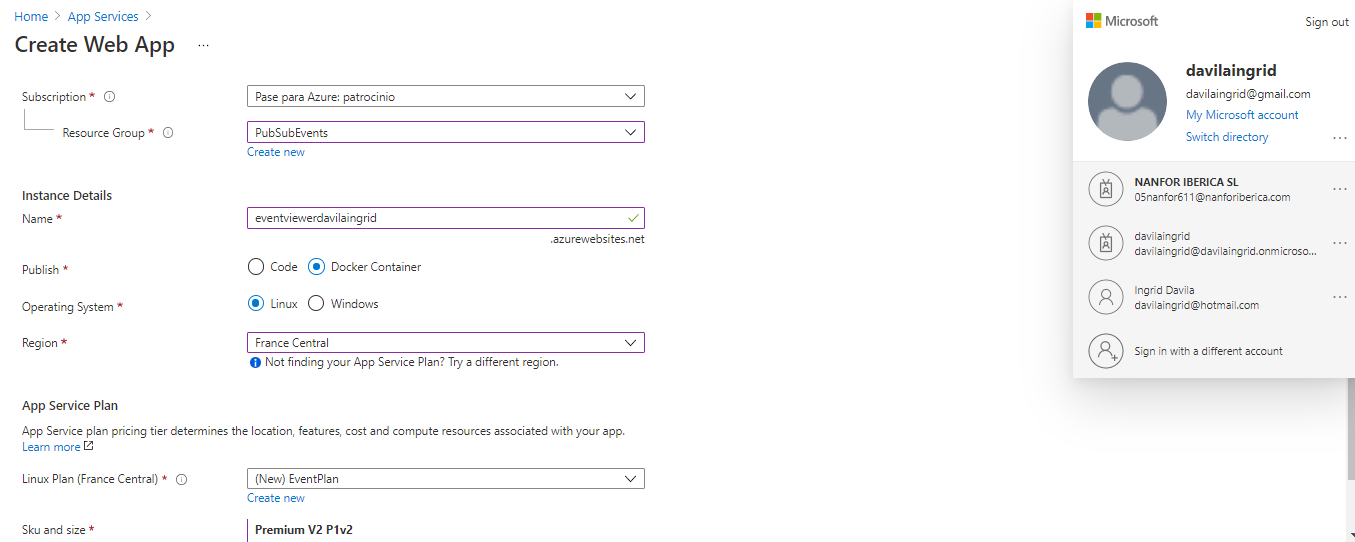 Home > App Services >
Create Web App ...
Subscription *
Pase para Azure: patrocinio
Resource Group *
PubSubEvents
Create new
Instance Details
Name *
eventviewerdavilaingrid
.azurewebsites.net
Publish *
Code
Docker Container
Operating System *
Linux
Windows
Region *
France Central
Not finding your App Service Plan? Try a different region.
App Service Plan
App Service plan pricing tier determines the location, features, cost and compute resources associated with your app.
Learn more
Linux Plan (France Central) *
(New) EventPlan
Create new
Sku and size *
Premium V2 P1v2
Microsoft
Sign out
davilaingrid
davilaingrid@gmail.com
My Microsoft account
Switch directory
...
NANFOR IBERICA SL
05nanfor611@nanforiberica.com
...
davilaingrid
davilaingrid@davilaingrid.onmicroso...
...
Ingrid Davila
davilaingrid@hotmail.com
...
Sign in with a different account